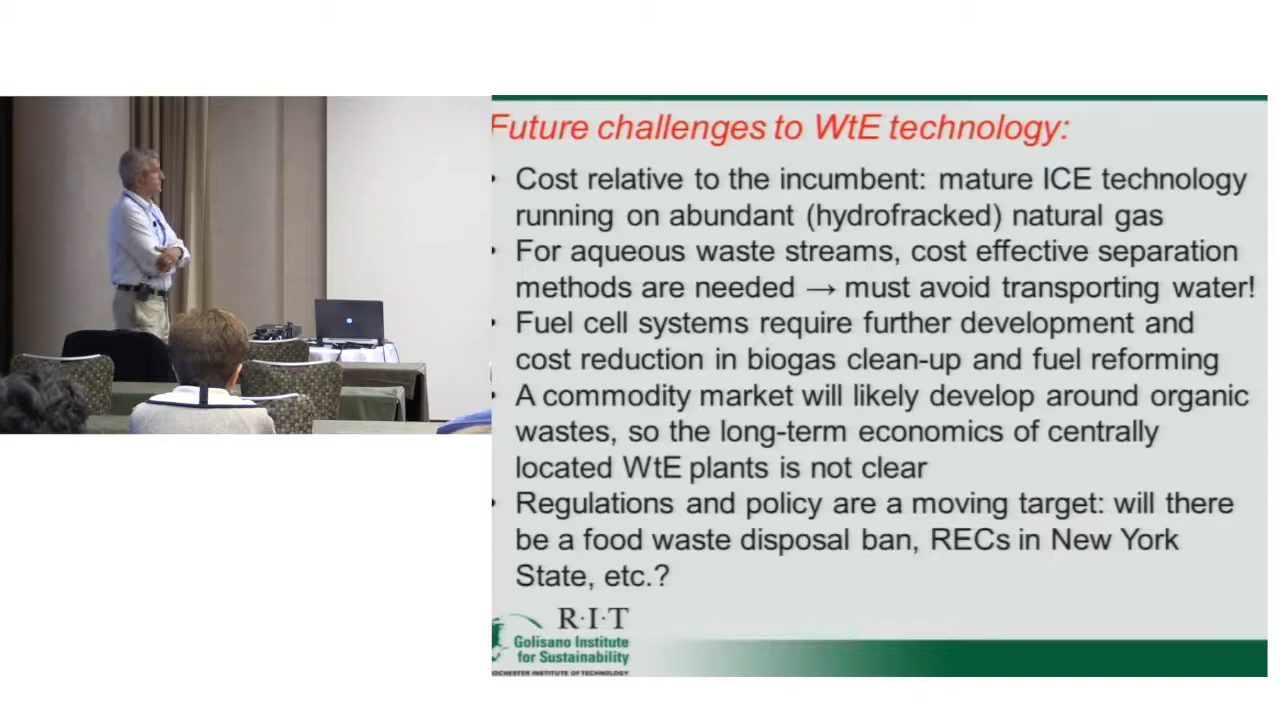 Future challenges to WtE technology:
• Cost relative to the incumbent: mature ICE technology
running on abundant (hydrofracked) natural gas
• For aqueous waste streams, cost effective separation
methods are needed → must avoid transporting water!
• Fuel cell systems require further development and
cost reduction in biogas clean-up and fuel reforming
• A commodity market will likely develop around organic
wastes, so the long-term economics of centrally
located WtE plants is not clear
• Regulations and policy are a moving target: will there
be a food waste disposal ban, RECs in New York
State, etc.?
R·I·T
Golisano Institute
for Sustainability
ROCHESTER INSTITUTE OF TECHNOLOGY